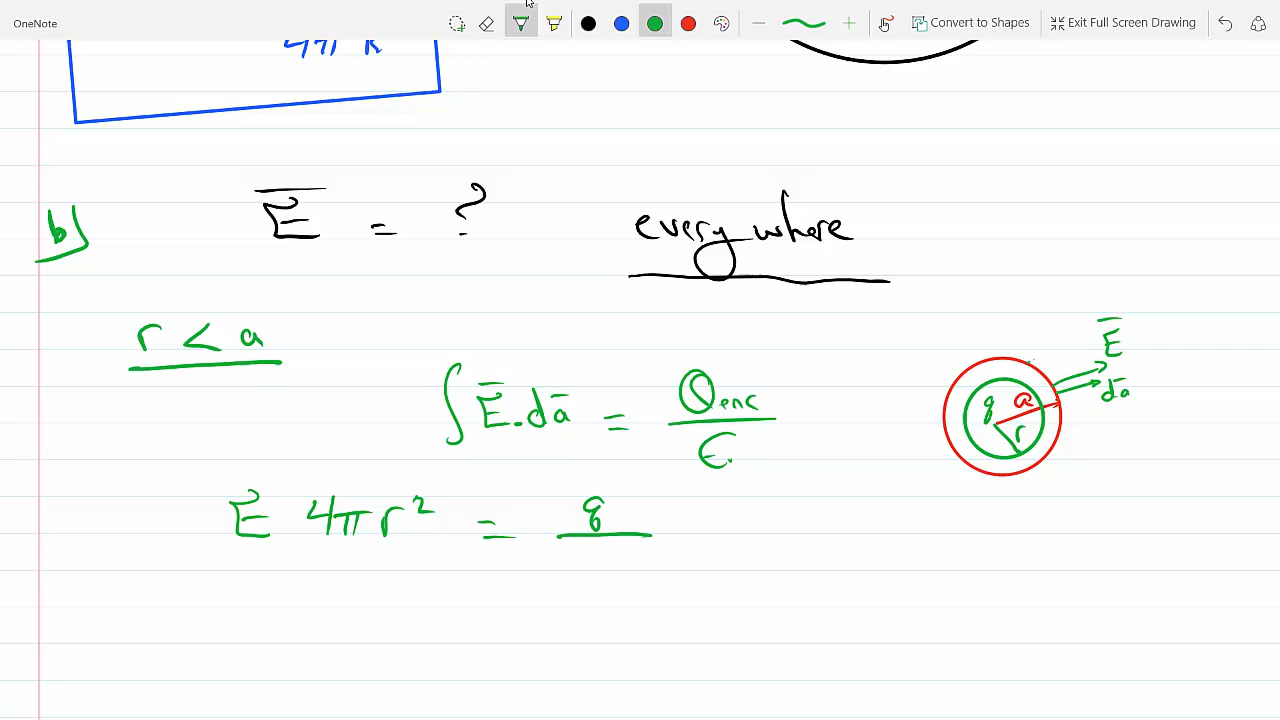 OneNote
Convert to Shapes
Exit Full Screen Drawing
4π R
b)
E̅ = ?
every where
r < a
∫ E̅ . da̅ = Qenc / ε.
E 4πr² = q
E̅
da̅
q
a
r